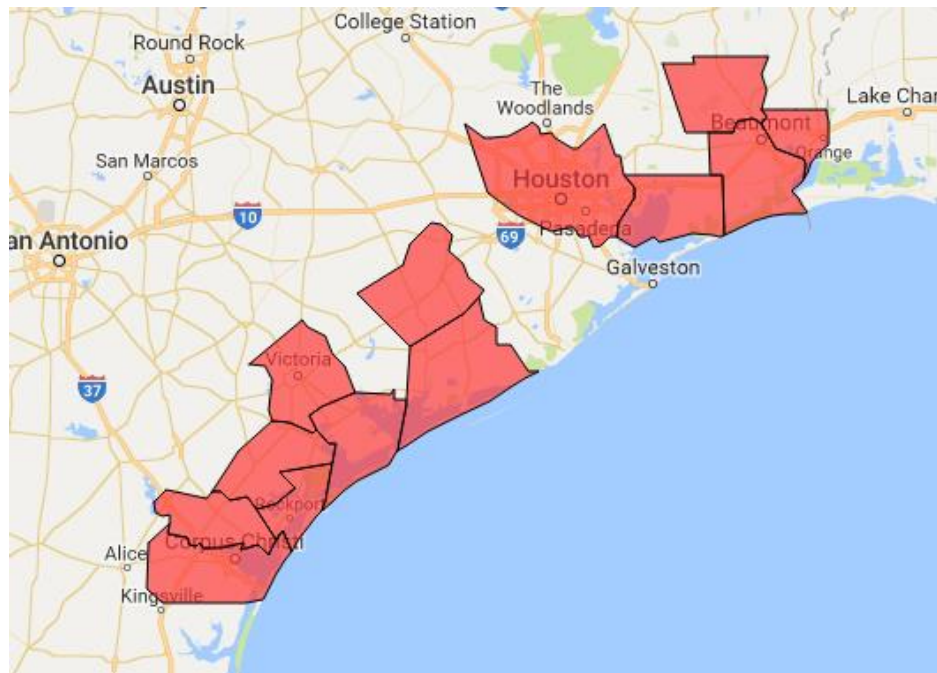 College Station
Round Rock
Austin
The
Woodlands
Lake Char
Beaumont
Orange
San Marcos
Houston
Pasadena
10
69
an Antonio
Galveston
Victoria
37
Rockport
Corpus Christi
Alice
Kingsville